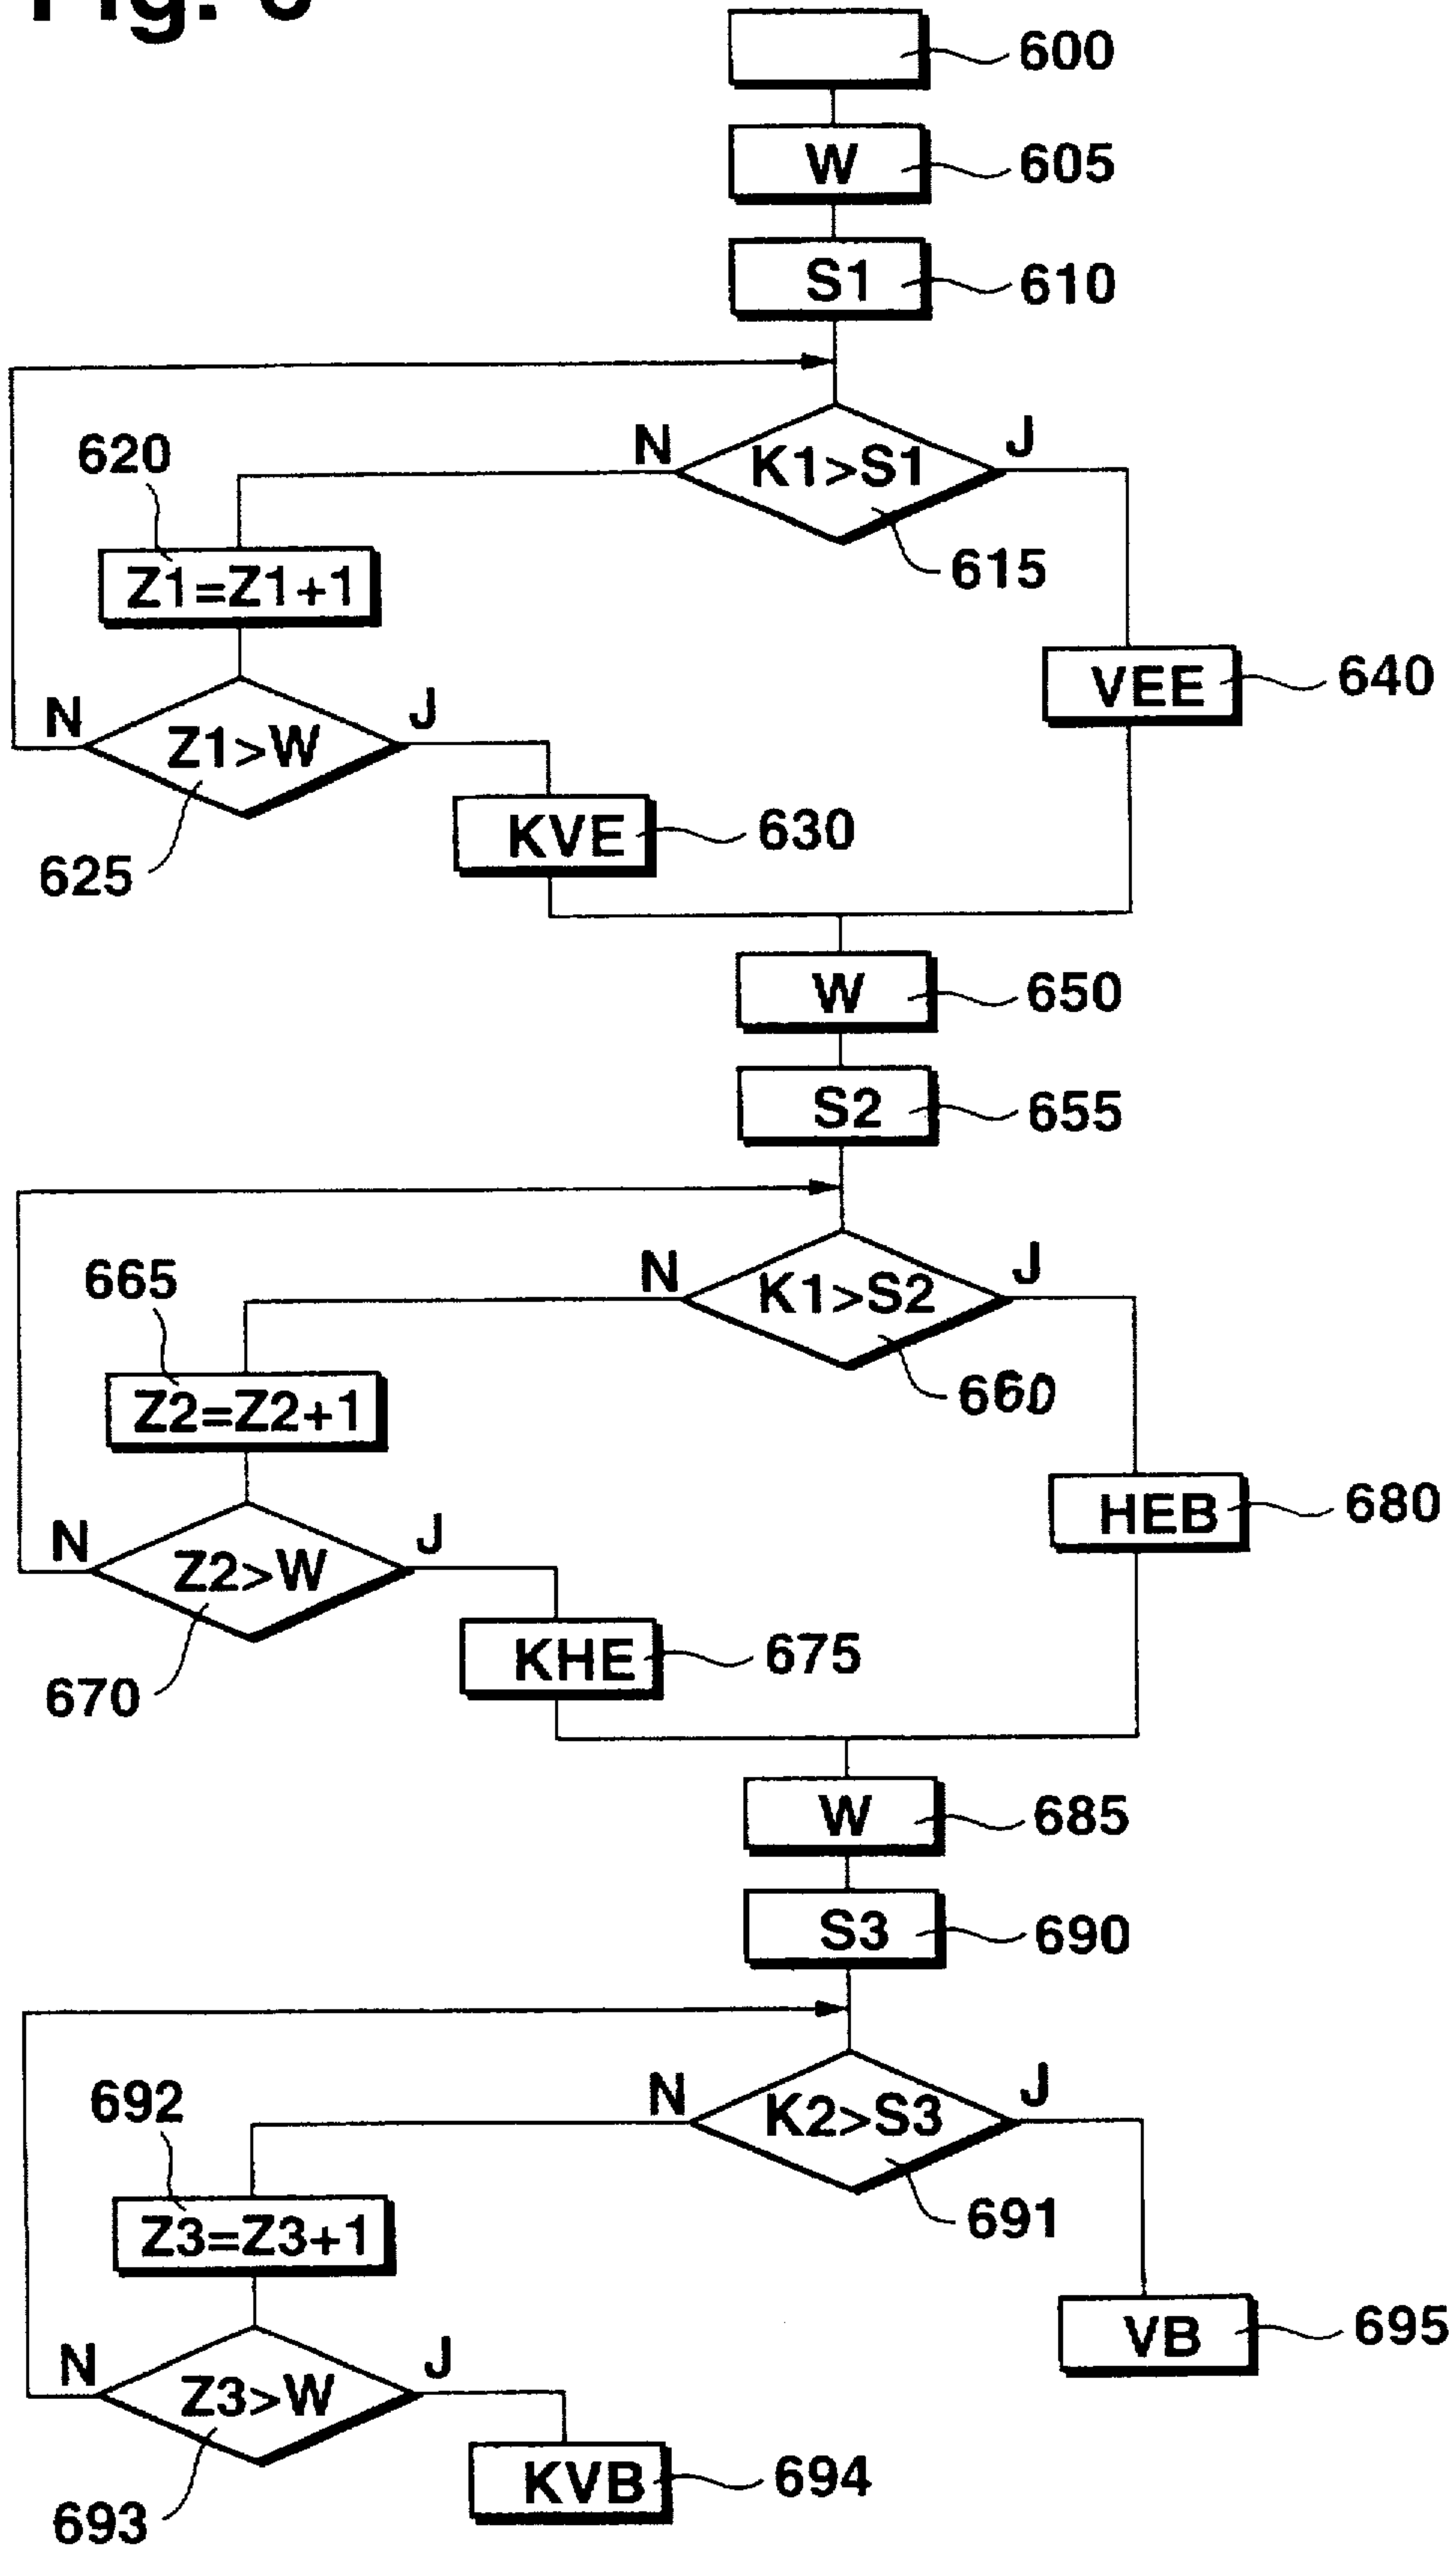 600
W
605
S1
610
N
K1>S1
J
615
620
Z1=Z1+1
VEE
640
N
Z1>W
J
625
KVE
630
W
650
S2
655
N
K1>S2
J
660
665
Z2=Z2+1
HEB
680
N
Z2>W
J
670
KHE
675
W
685
S3
690
N
K2>S3
J
691
692
Z3=Z3+1
VB
695
N
Z3>W
J
693
KVB
694